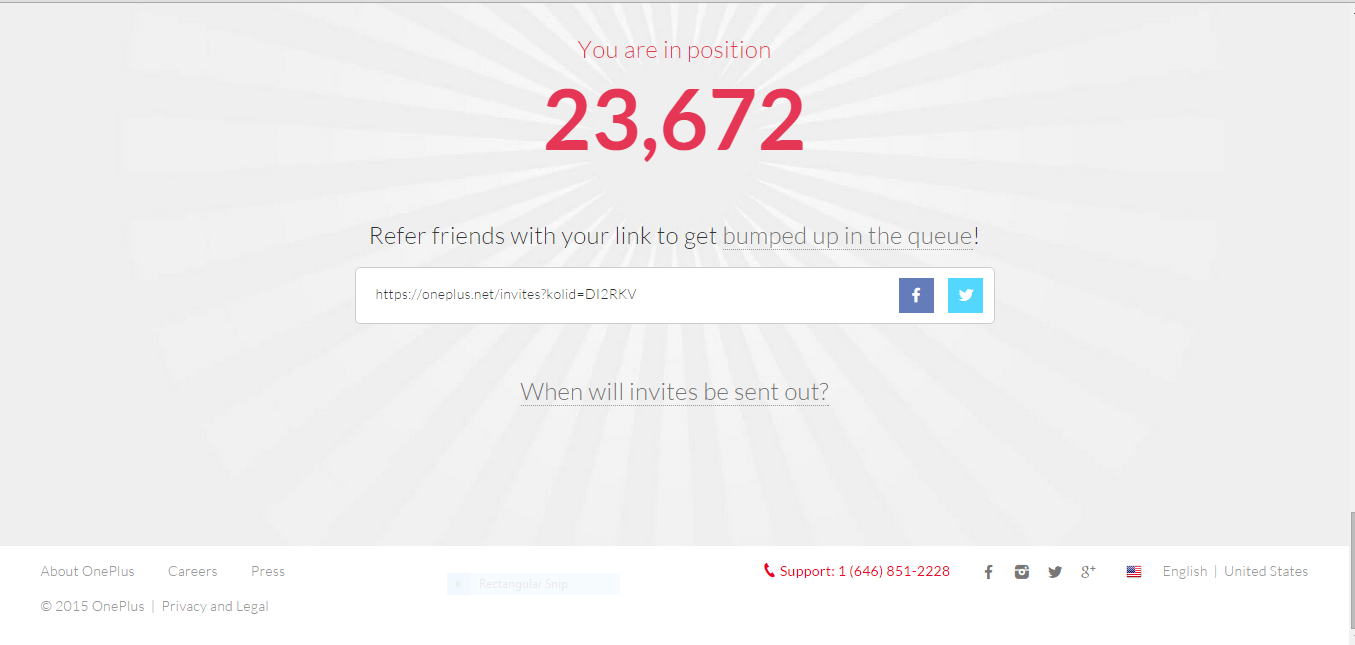 You are in position
23,672
Refer friends with your link to get bumped up in the queue!
https://oneplus.net/invites?kolid=DI2RKV
When will invites be sent out?
About OnePlus Careers Press
Rectangular Snip
Support: 1 (646) 851-2228
English | United States
© 2015 OnePlus | Privacy and Legal